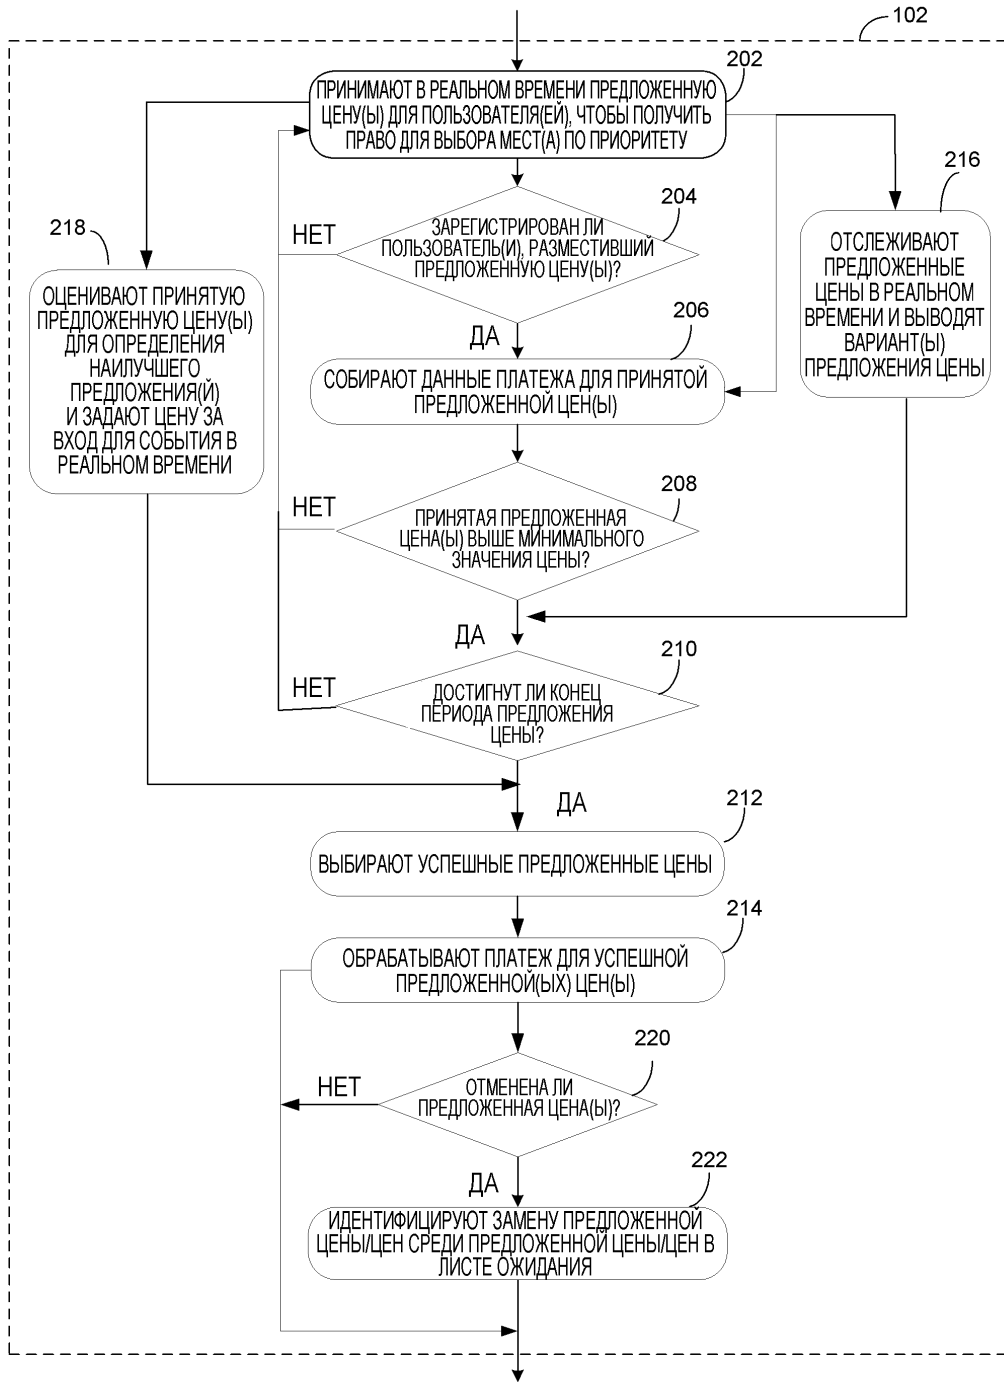 102
202
ПРИНИМАЮТ В РЕАЛЬНОМ ВРЕМЕНИ ПРЕДЛОЖЕННУЮ
ЦЕНУ(Ы) ДЛЯ ПОЛЬЗОВАТЕЛЯ(ЕЙ), ЧТОБЫ ПОЛУЧИТЬ
ПРАВО ДЛЯ ВЫБОРА МЕСТ(А) ПО ПРИОРИТЕТУ
204
ЗАРЕГИСТРИРОВАН ЛИ
ПОЛЬЗОВАТЕЛЬ(И), РАЗМЕСТИВШИЙ
ПРЕДЛОЖЕННУЮ ЦЕНУ(Ы)?
НЕТ
ДА
216
ОТСЛЕЖИВАЮТ
ПРЕДЛОЖЕННЫЕ
ЦЕНЫ В РЕАЛЬНОМ
ВРЕМЕНИ И ВЫВОДЯТ
ВАРИАНТ(Ы)
ПРЕДЛОЖЕНИЯ ЦЕНЫ
218
ОЦЕНИВАЮТ ПРИНЯТУЮ
ПРЕДЛОЖЕННУЮ ЦЕНУ(Ы)
ДЛЯ ОПРЕДЕЛЕНИЯ
НАИЛУЧШЕГО
ПРЕДЛОЖЕНИЯ(Й)
И ЗАДАЮТ ЦЕНУ ЗА
ВХОД ДЛЯ СОБЫТИЯ В
РЕАЛЬНОМ ВРЕМЕНИ
206
СОБИРАЮТ ДАННЫЕ ПЛАТЕЖА ДЛЯ ПРИНЯТОЙ
ПРЕДЛОЖЕННОЙ ЦЕН(Ы)
208
ПРИНЯТАЯ ПРЕДЛОЖЕННАЯ
ЦЕНА(Ы) ВЫШЕ МИНИМАЛЬНОГО
ЗНАЧЕНИЯ ЦЕНЫ?
НЕТ
ДА
210
ДОСТИГНУТ ЛИ КОНЕЦ
ПЕРИОДА ПРЕДЛОЖЕНИЯ
ЦЕНЫ?
НЕТ
ДА
212
ВЫБИРАЮТ УСПЕШНЫЕ ПРЕДЛОЖЕННЫЕ ЦЕНЫ
214
ОБРАБАТЫВАЮТ ПЛАТЕЖ ДЛЯ УСПЕШНОЙ
ПРЕДЛОЖЕННОЙ(ЫХ) ЦЕН(Ы)
220
ОТМЕНЕНА ЛИ
ПРЕДЛОЖЕННАЯ ЦЕНА(Ы)?
НЕТ
ДА
222
ИДЕНТИФИЦИРУЮТ ЗАМЕНУ ПРЕДЛОЖЕННОЙ
ЦЕНЫ/ЦЕН СРЕДИ ПРЕДЛОЖЕННОЙ ЦЕНЫ/ЦЕН В
ЛИСТЕ ОЖИДАНИЯ